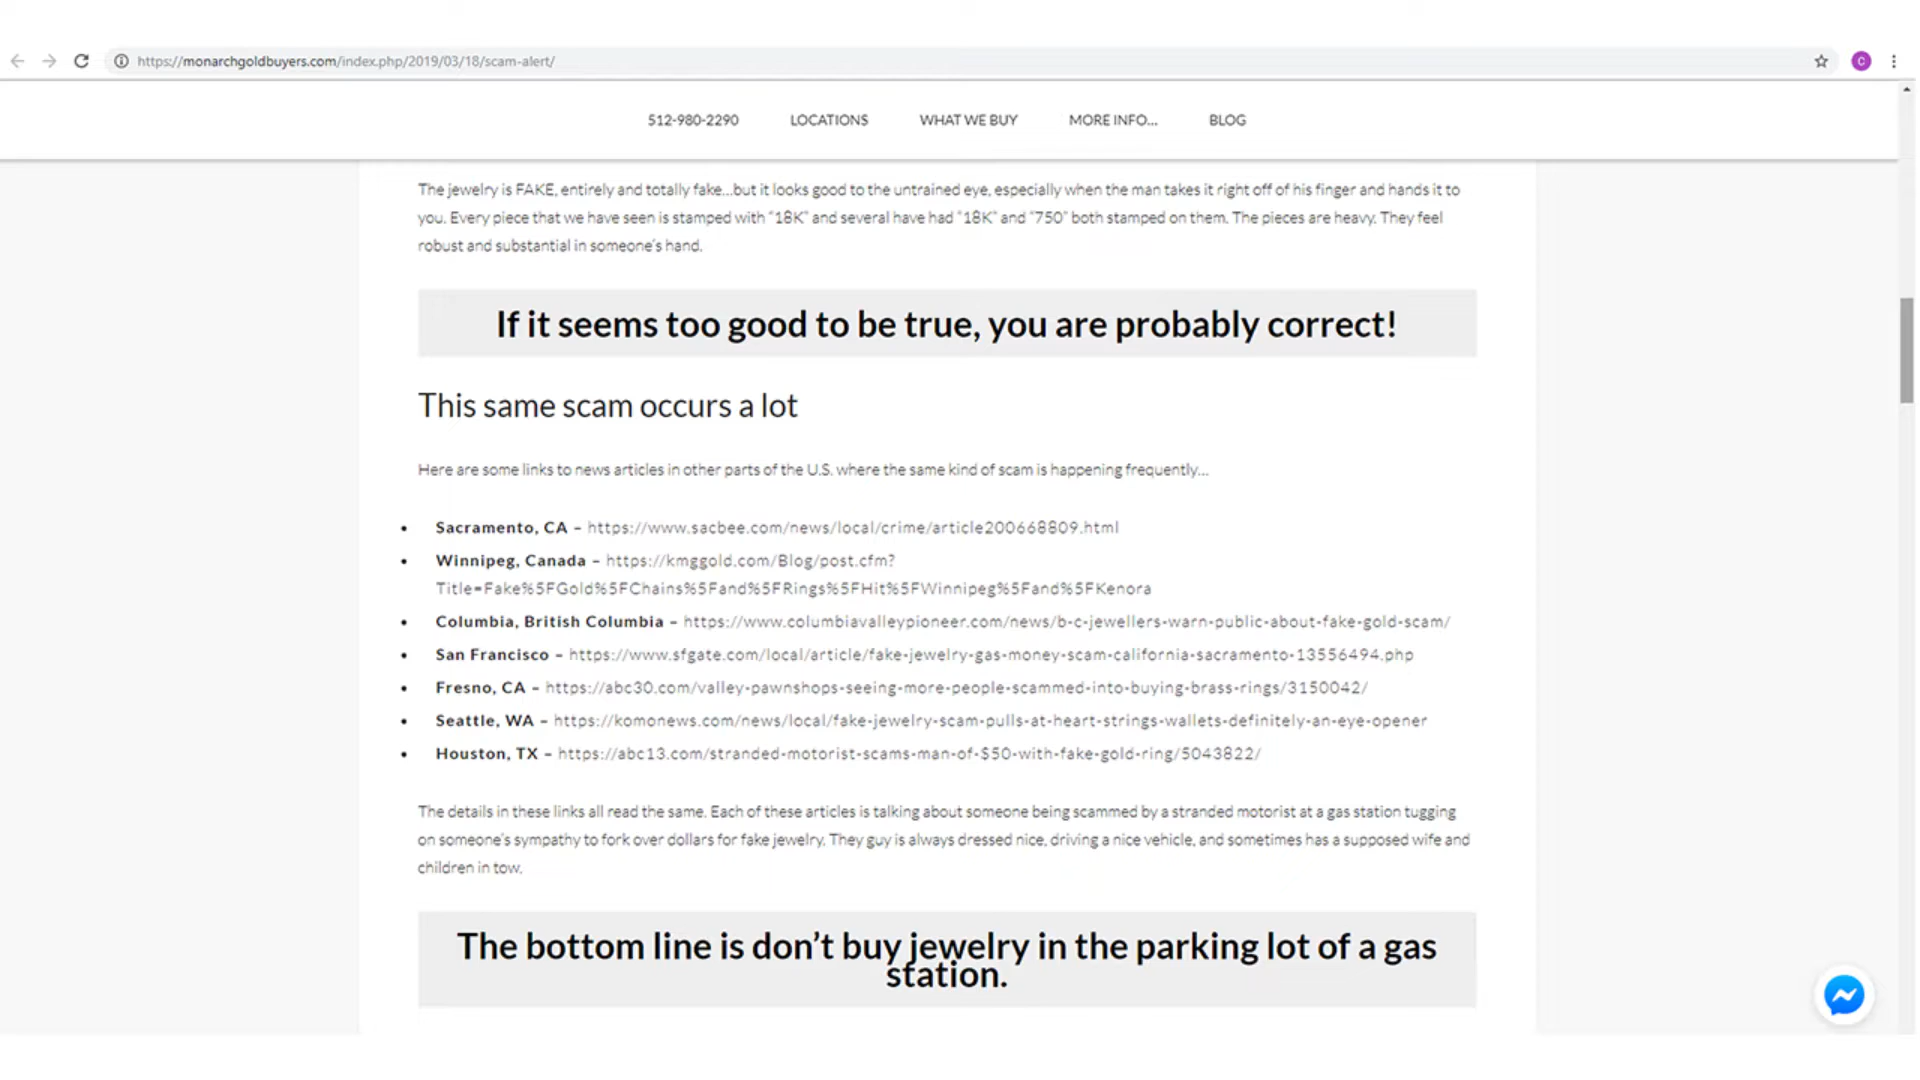 https://monarchgoldbuyers.com/index.php/2019/03/18/scam-alert/
C
512-980-2290 LOCATIONS WHAT WE BUY MORE INFO... BLOG
The jewelry is FAKE, entirely and totally fake...but it looks good to the untrained eye, especially when the man takes it right off of his finger and hands it to
you. Every piece that we have seen is stamped with “18K” and several have had “18K” and “750” both stamped on them. The pieces are heavy. They feel
robust and substantial in someone’s hand.
If it seems too good to be true, you are probably correct!
This same scam occurs a lot
Here are some links to news articles in other parts of the U.S. where the same kind of scam is happening frequently...
• Sacramento, CA – https://www.sacbee.com/news/local/crime/article200668809.html
• Winnipeg, Canada – https://kmggold.com/Blog/post.cfm?
Title=Fake%5FGold%5FChains%5Fand%5FRings%5FHit%5FWinnipeg%5Fand%5FKenora
• Columbia, British Columbia – https://www.columbiavalleypioneer.com/news/b-c-jewellers-warn-public-about-fake-gold-scam/
• San Francisco – https://www.sfgate.com/local/article/fake-jewelry-gas-money-scam-california-sacramento-13556494.php
• Fresno, CA – https://abc30.com/valley-pawnshops-seeing-more-people-scammed-into-buying-brass-rings/3150042/
• Seattle, WA – https://komonews.com/news/local/fake-jewelry-scam-pulls-at-heart-strings-wallets-definitely-an-eye-opener
• Houston, TX – https://abc13.com/stranded-motorist-scams-man-of-$50-with-fake-gold-ring/5043822/
The details in these links all read the same. Each of these articles is talking about someone being scammed by a stranded motorist at a gas station tugging
on someone’s sympathy to fork over dollars for fake jewelry. They guy is always dressed nice, driving a nice vehicle, and sometimes has a supposed wife and
children in tow.
The bottom line is don’t buy jewelry in the parking lot of a gas
station.